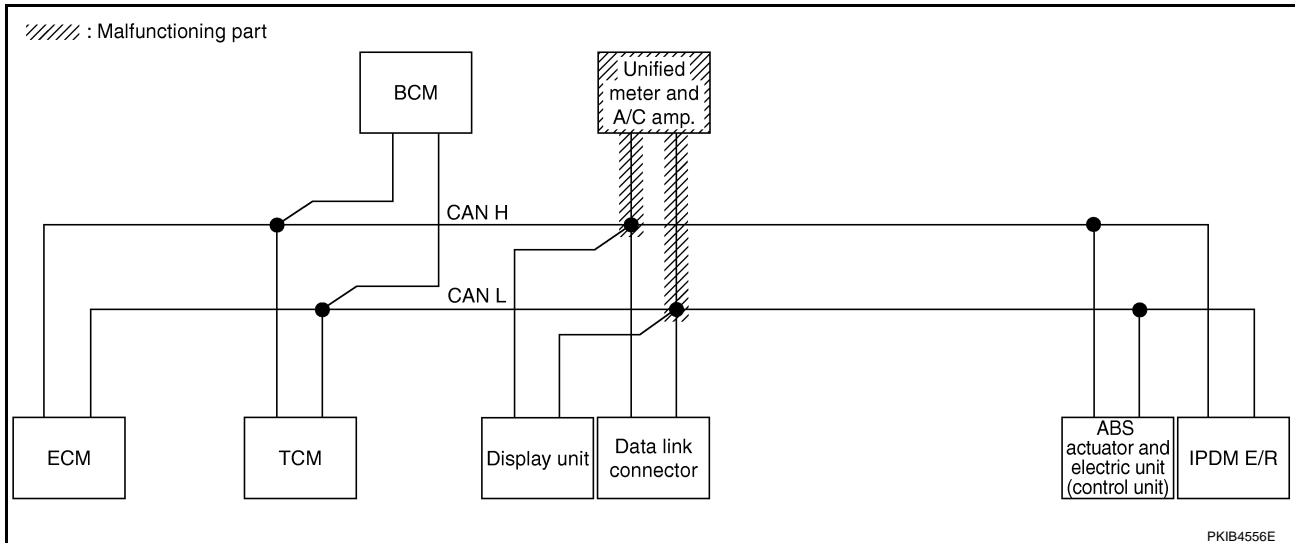 : Malfunctioning part
BCM
Unified
meter and
A/C amp.
CAN H
CAN L
ECM
TCM
Display unit
Data link
connector
ABS
actuator and
electric unit
(control unit)
IPDM E/R
PKIB4556E